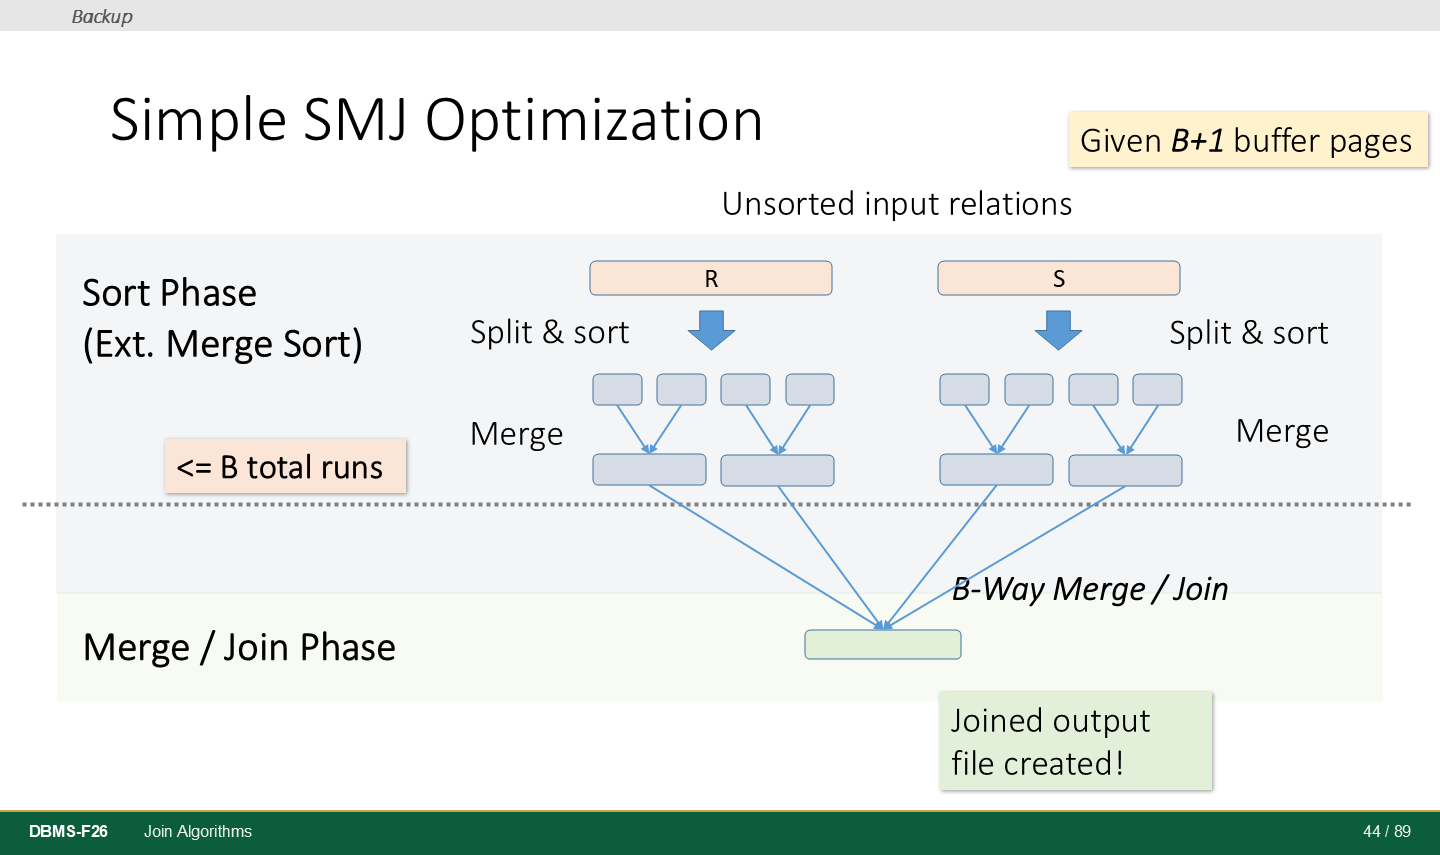 Backup
Simple SMJ Optimization
Given B+1 buffer pages
Unsorted input relations
Sort Phase
(Ext. Merge Sort)
R
S
Split & sort
Split & sort
Merge
Merge
<= B total runs
B-Way Merge / Join
Merge / Join Phase
Joined output
file created!
DBMS-F26
Join Algorithms
44 / 89